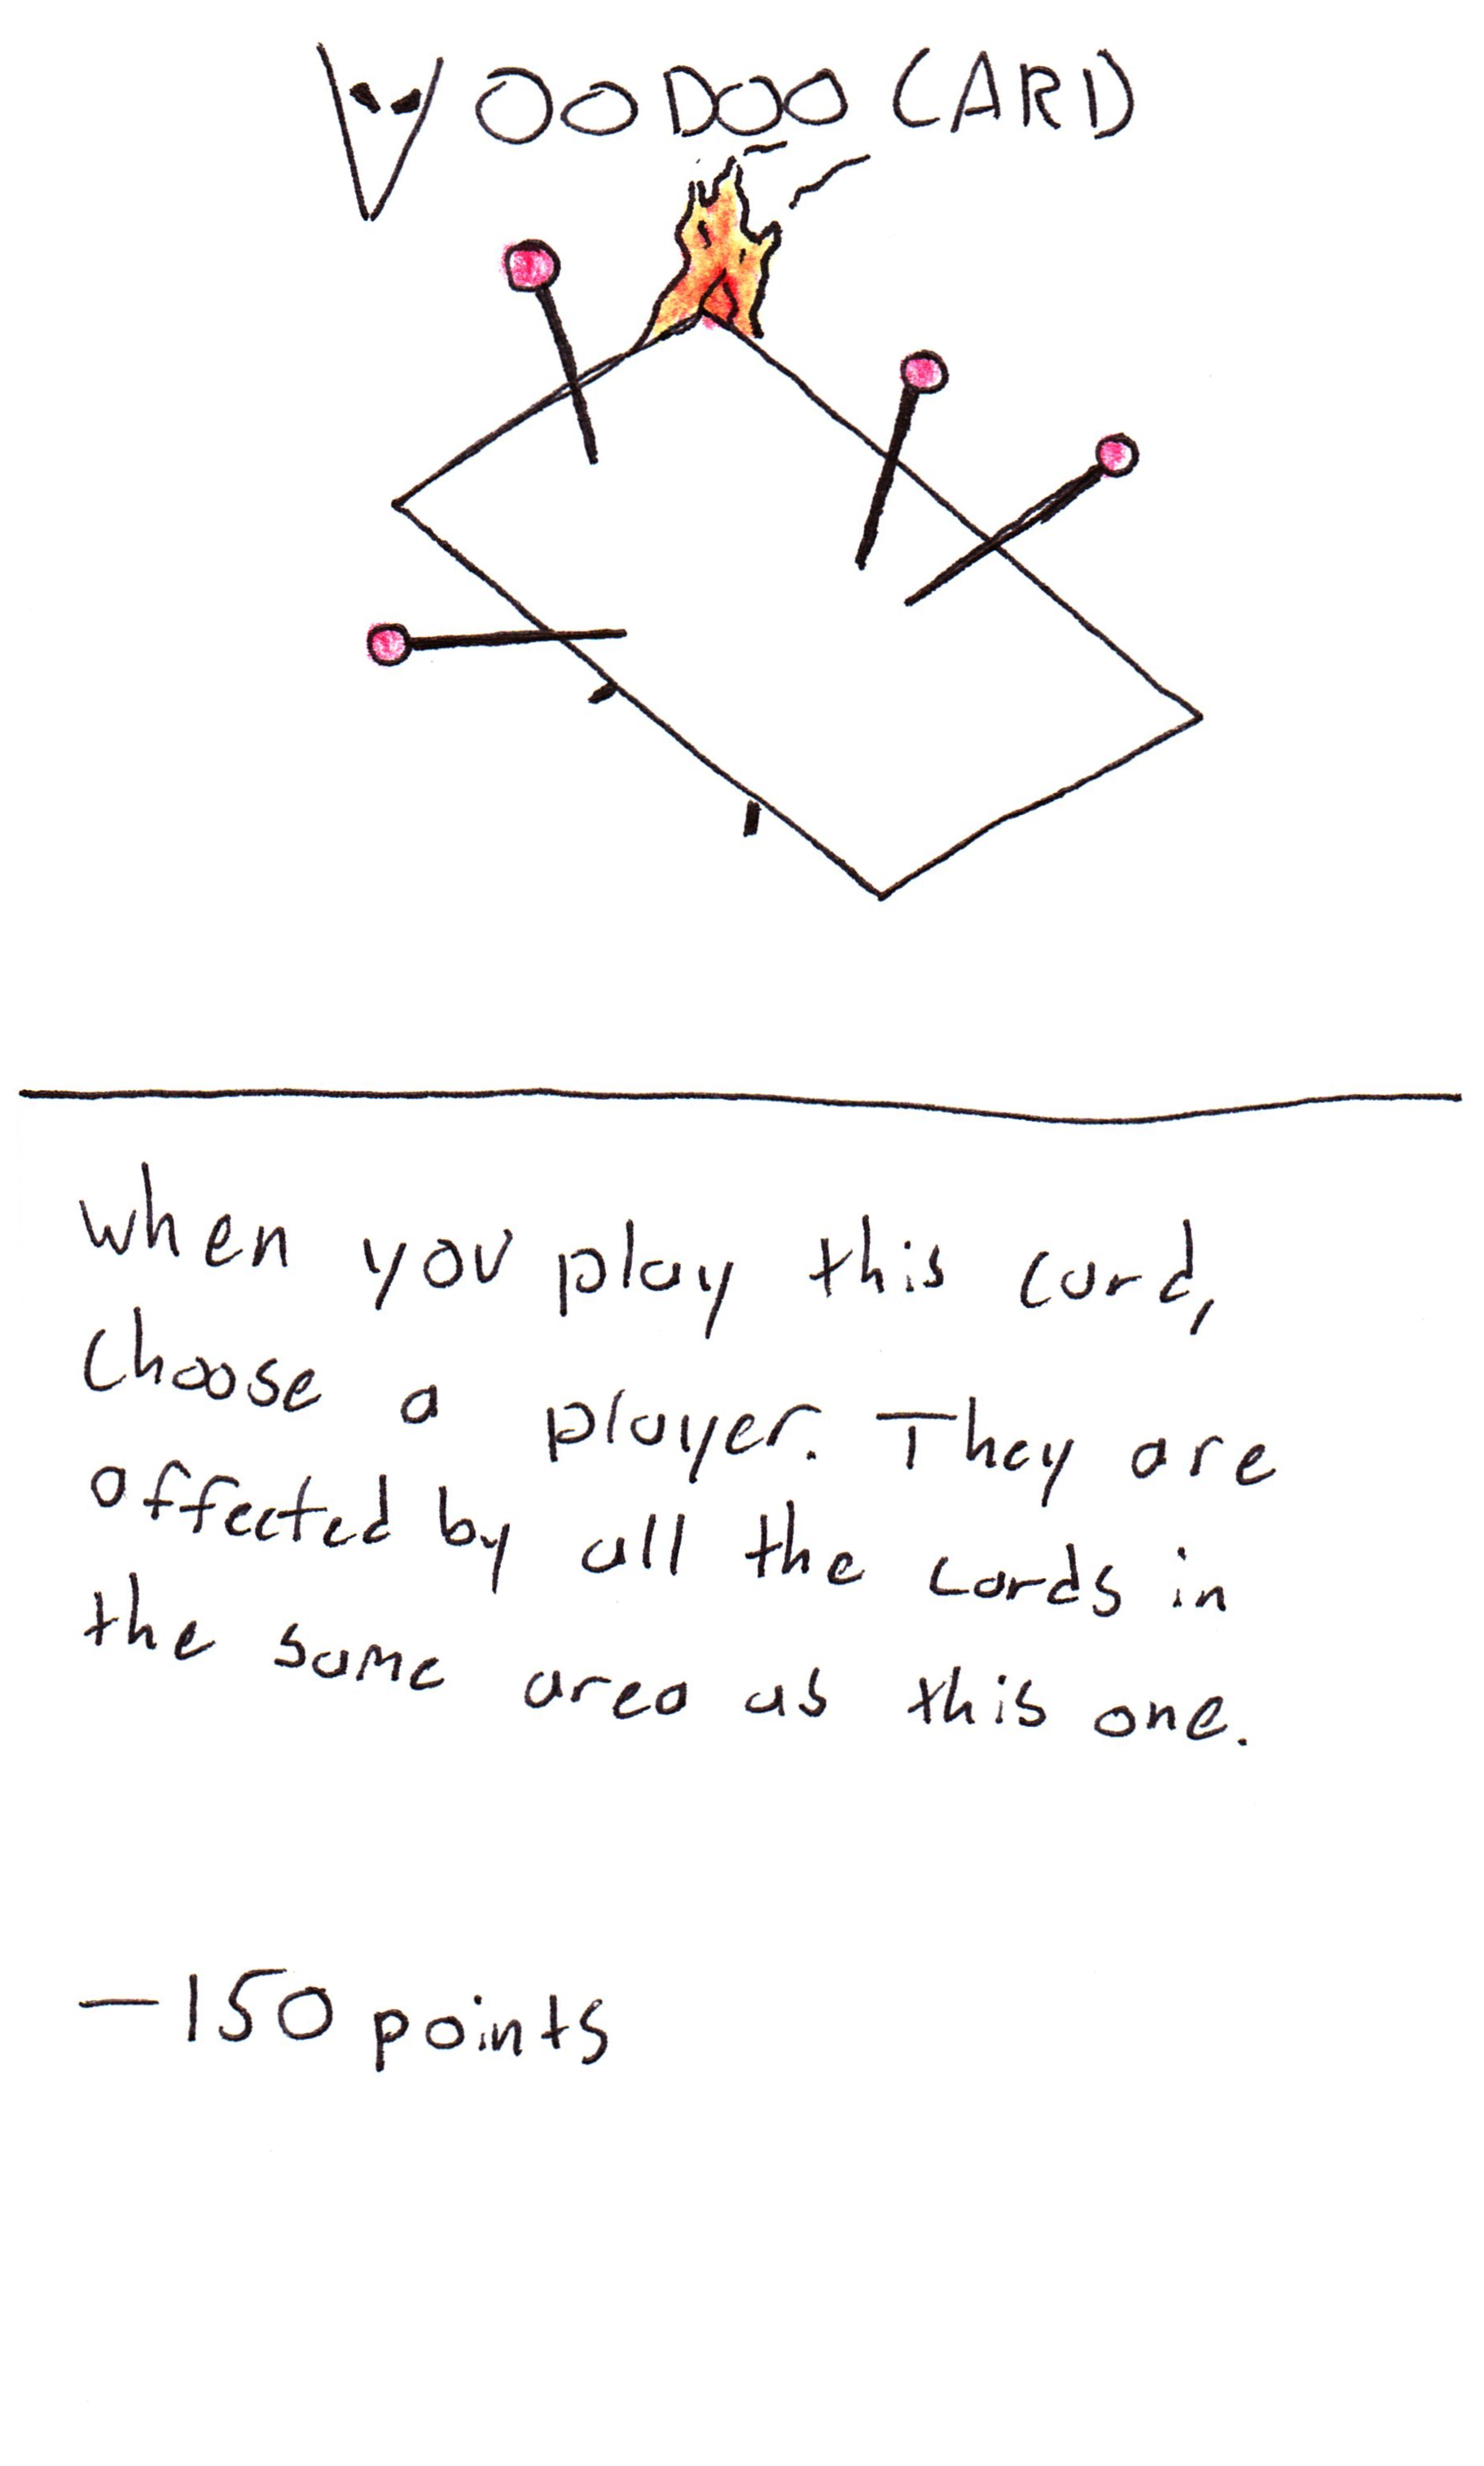 VOODOO CARD
When you play this card,
choose a player. They are
affected by all the cards in
the same area as this one.
-150 points